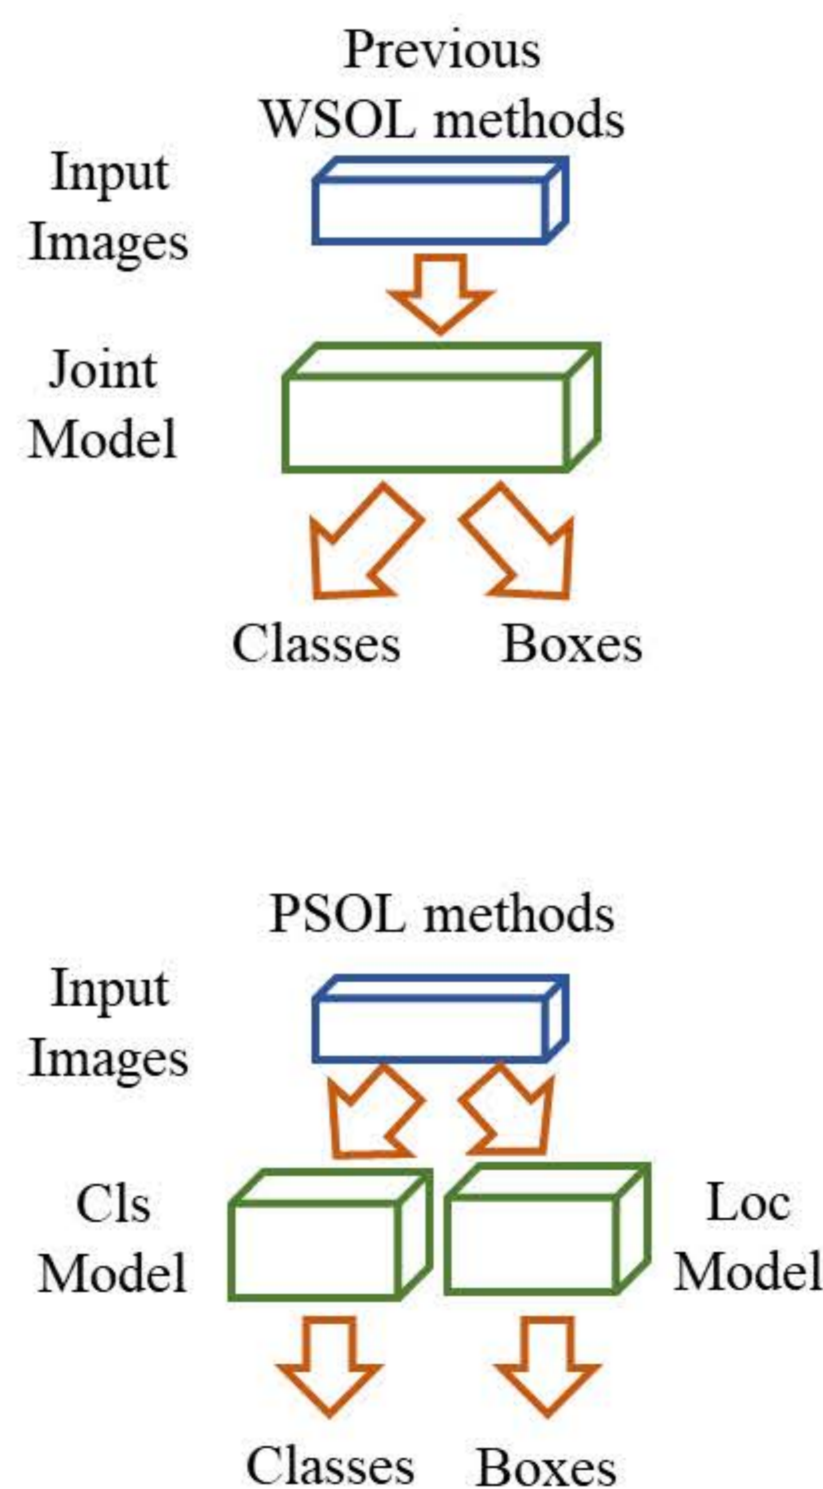 Previous
WSOL methods
Input
Images
Joint
Model
Classes Boxes
PSOL methods
Input
Images
Cls
Model
Loc
Model
Classes Boxes